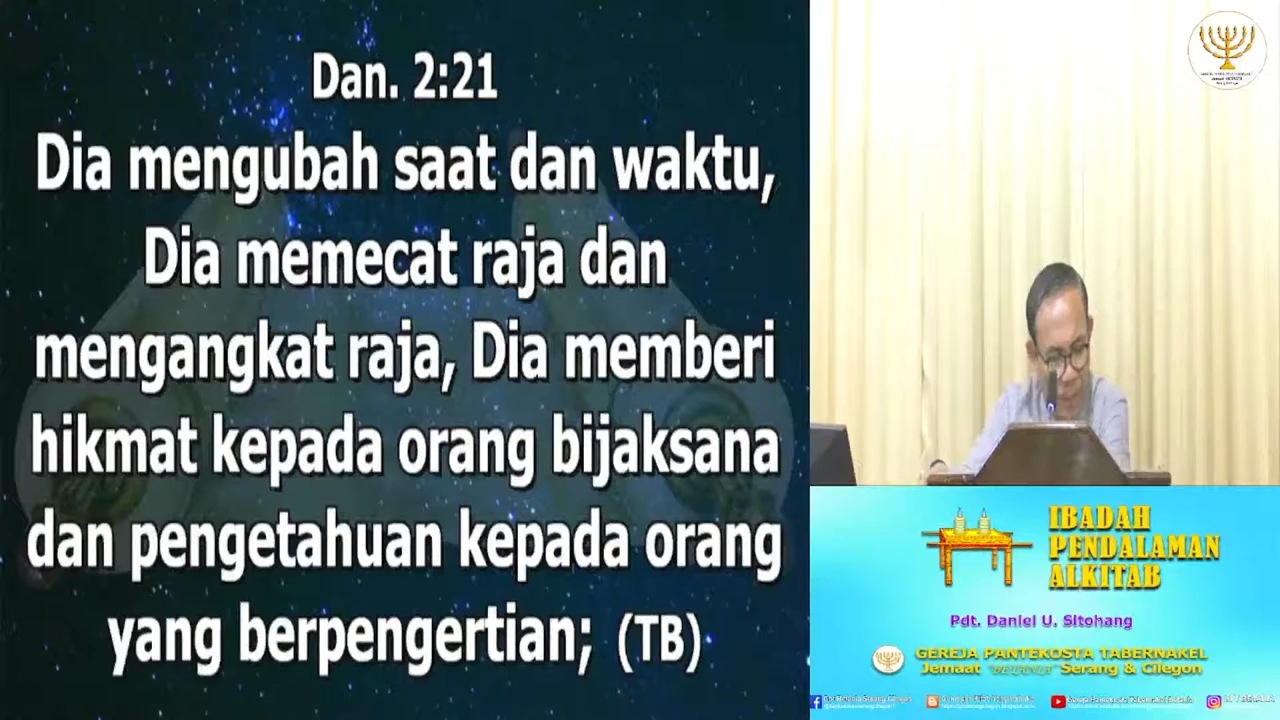 Dan. 2:21
Dia mengubah saat dan waktu,
Dia memecat raja dan
mengangkat raja, Dia memberi
hikmat kepada orang bijaksana
dan pengetahuan kepada orang
yang berpengertian; (TB)
IBADAH
PENDALAMAN
ALKITAB
Pdt. Daniel U. Sitohang
GEREJA PANTEKOSTA TABERNAKEL
Jemaat "BETANIA" Serang & Cilegon